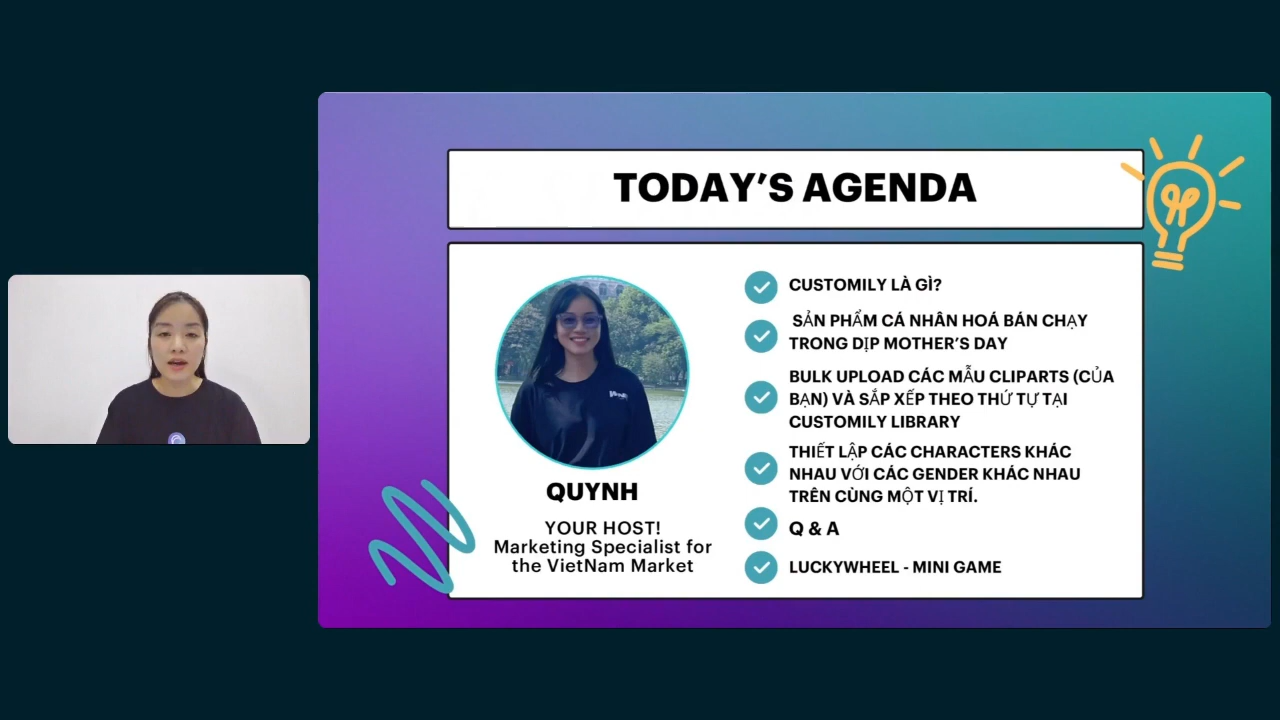 TODAY’S AGENDA
QUYNH
YOUR HOST!
Marketing Specialist for
the VietNam Market
CUSTOMILY LÀ GÌ?
SẢN PHẨM CÁ NHÂN HOÁ BÁN CHẠY
TRONG DỊP MOTHER’S DAY
BULK UPLOAD CÁC MẪU CLIPARTS (CỦA
BẠN) VÀ SẮP XẾP THEO THỨ TỰ TẠI
CUSTOMILY LIBRARY
THIẾT LẬP CÁC CHARACTERS KHÁC
NHAU VỚI CÁC GENDER KHÁC NHAU
TRÊN CÙNG MỘT VỊ TRÍ.
Q & A
LUCKYWHEEL - MINI GAME